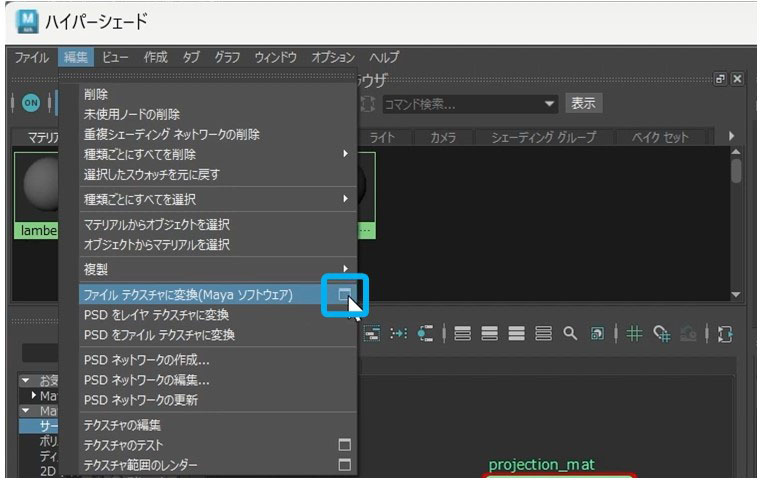 ハイパーシェード
ファイル 編集 ビュー 作成 タブ グラフ ウィンドウ オプション ヘルプ
ラウザ
ON
コマンド検索...
表示
マテリア ライト カメラ シェーディング グループ ベイク セット
lambe
...
削除
未使用ノードの削除
重複シェーディング ネットワークの削除
種類ごとにすべてを削除
選択したスウォッチを元に戻す
種類ごとにすべてを選択
マテリアルからオブジェクトを選択
オブジェクトからマテリアルを選択
複製
ファイル テクスチャに変換(Maya ソフトウェア)
PSD をレイヤ テクスチャに変換
PSD をファイル テクスチャに変換
PSD ネットワークの作成...
PSD ネットワークの編集...
PSD ネットワークの更新
テクスチャの編集
テクスチャのテスト
テクスチャ範囲のレンダー
お気
Ma
Ma
サー
ボリ
ディ
2D
projection_mat